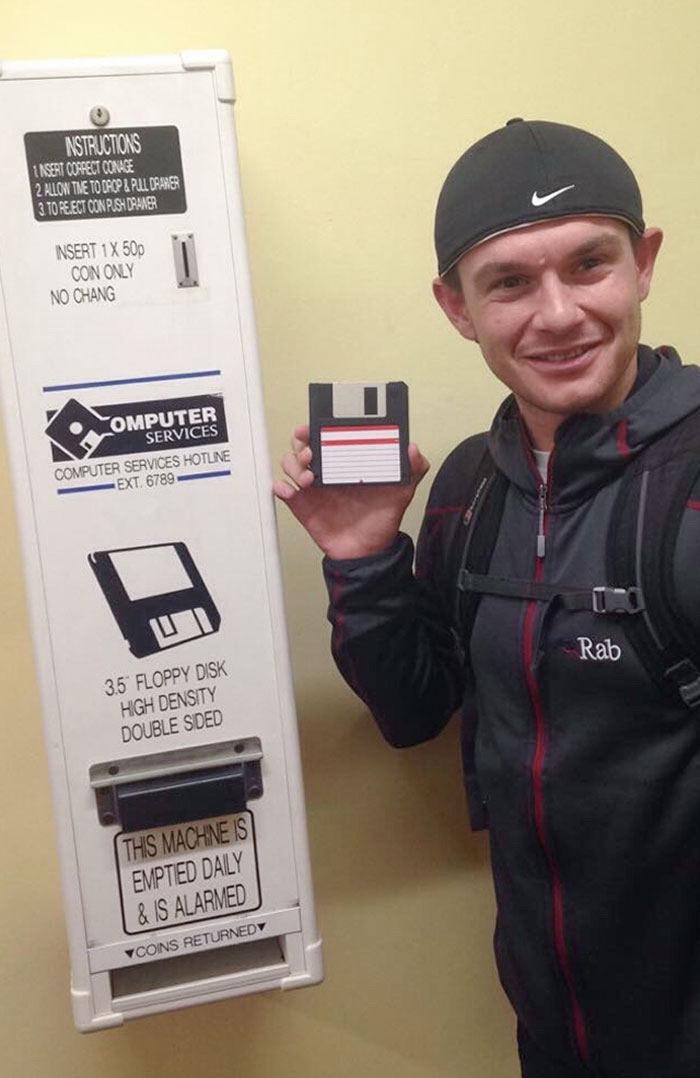 INSTRUCTIONS
1. INSERT CORRECT COINAGE
2. ALLOW TIME TO DROP & PULL DRAWER
3. TO REJECT COIN PUSH DRAWER
INSERT 1 X 50p
COIN ONLY
NO CHANG
COMPUTER
SERVICES
COMPUTER SERVICES HOTLINE
EXT. 6789
3.5" FLOPPY DISK
HIGH DENSITY
DOUBLE SIDED
THIS MACHINE IS
EMPTIED DAILY
& IS ALARMED
▼COINS RETURNED▼
Rab